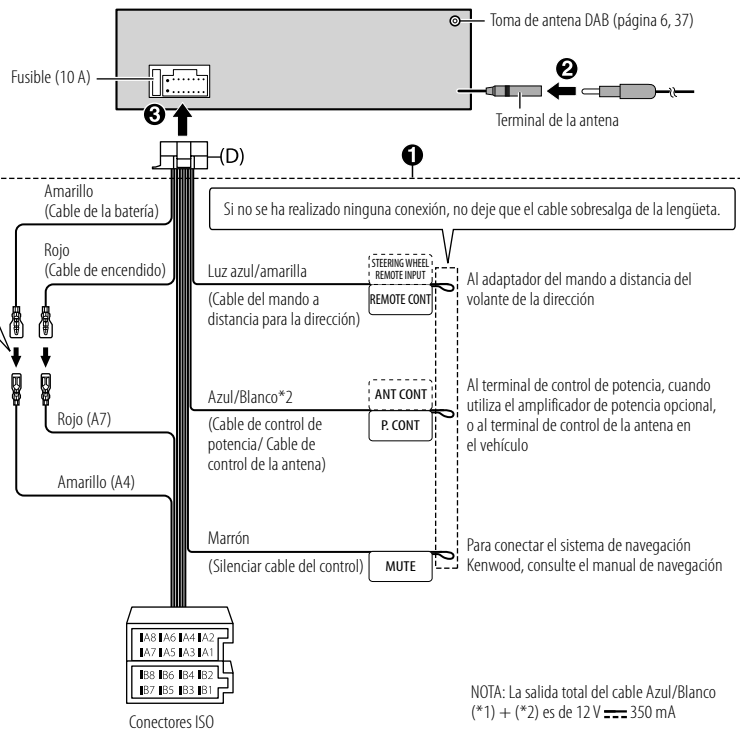 Toma de antena DAB (página 6, 37)
Fusible (10 A)
❷
❸
Terminal de la antena
(D)
❶
Amarillo
(Cable de la batería)
Si no se ha realizado ninguna conexión, no deje que el cable sobresalga de la lengüeta.
Rojo
(Cable de encendido)
Luz azul/amarilla
(Cable del mando a
distancia para la dirección)
STEERING WHEEL
REMOTE INPUT
REMOTE CONT
Al adaptador del mando a distancia del
volante de la dirección
Azul/Blanco*2
(Cable de control de
potencia/ Cable de
control de la antena)
ANT CONT
P. CONT
Al terminal de control de potencia, cuando
utiliza el amplificador de potencia opcional,
o al terminal de control de la antena en
el vehículo
Rojo (A7)
Amarillo (A4)
Marrón
(Silenciar cable del control)
MUTE
Para conectar el sistema de navegación
Kenwood, consulte el manual de navegación
A8 A6 A4 A2
A7 A5 A3 A1
B8 B6 B4 B2
B7 B5 B3 B1
Conectores ISO
NOTA: La salida total del cable Azul/Blanco
(*1) + (*2) es de 12 V ⎓ 350 mA